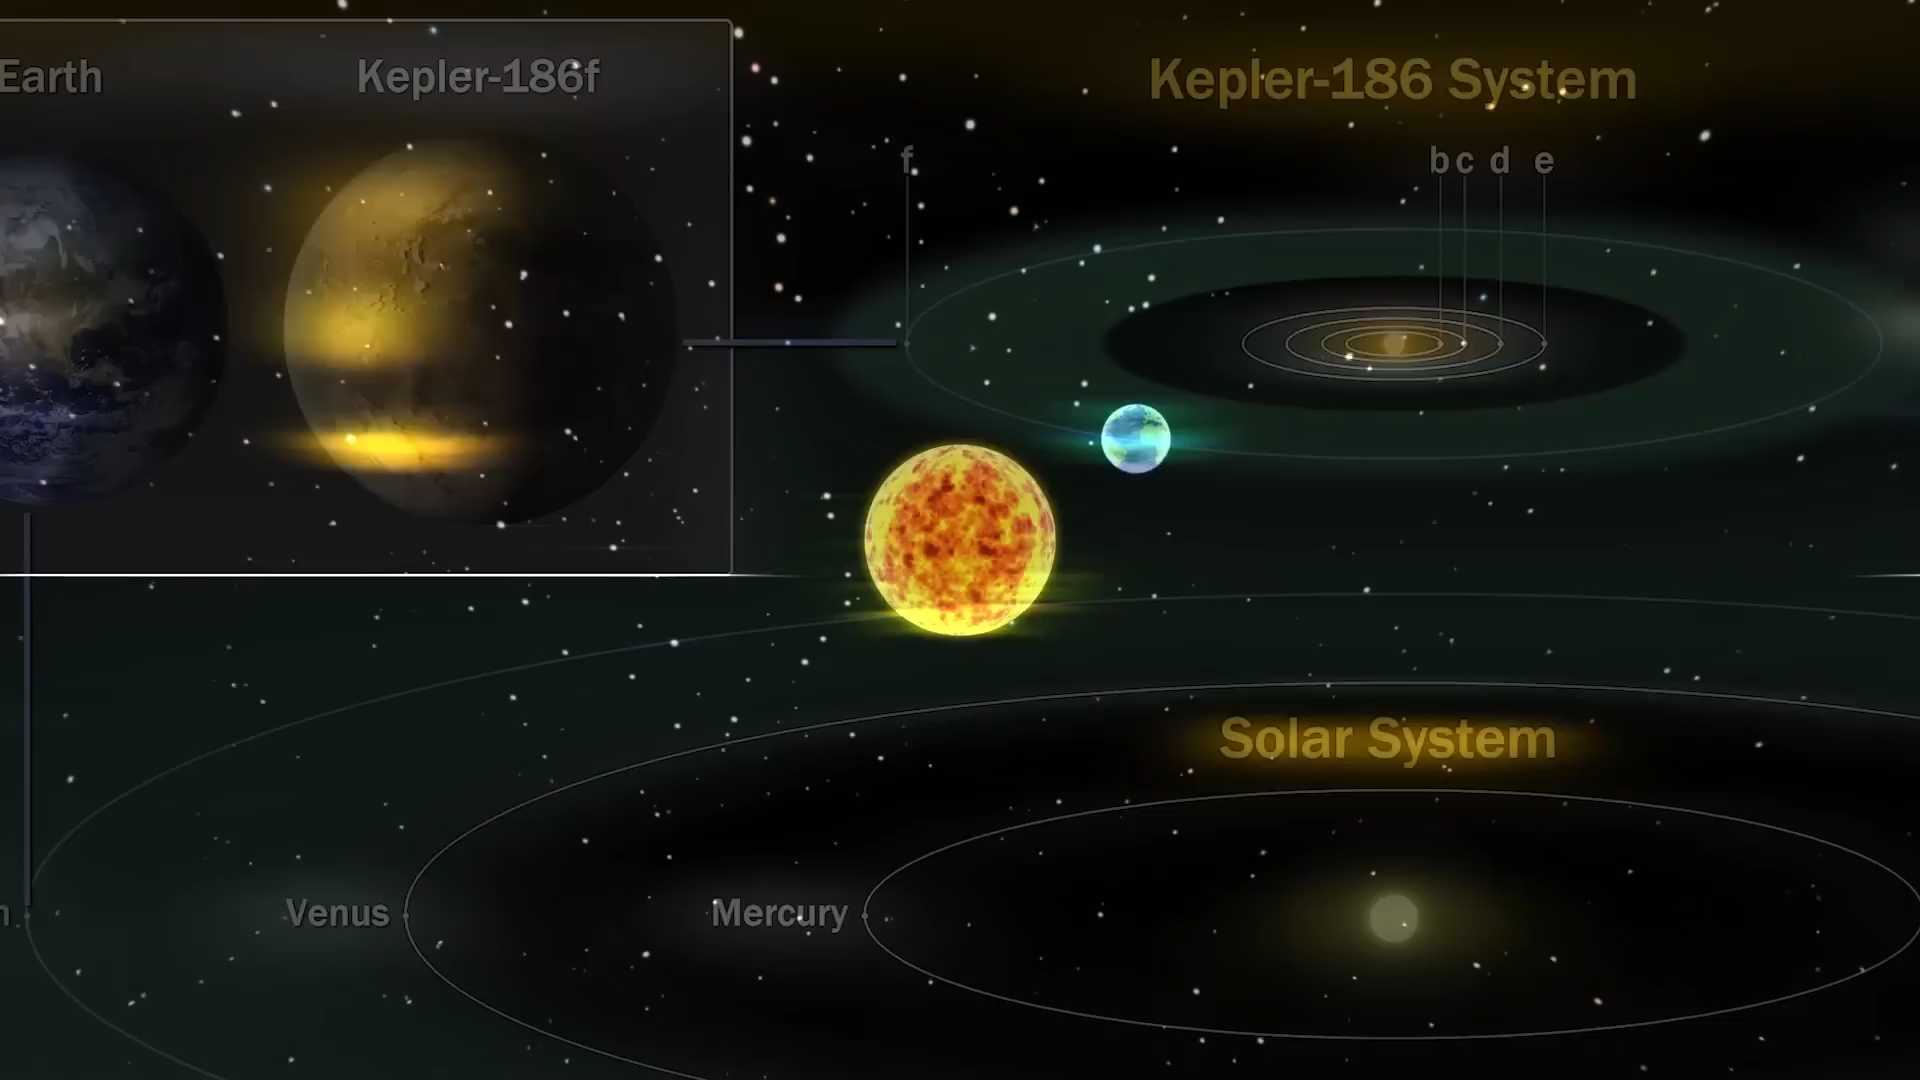 Earth
Kepler-186f
Kepler-186 System
f
b c d e
Solar System
Venus
Mercury